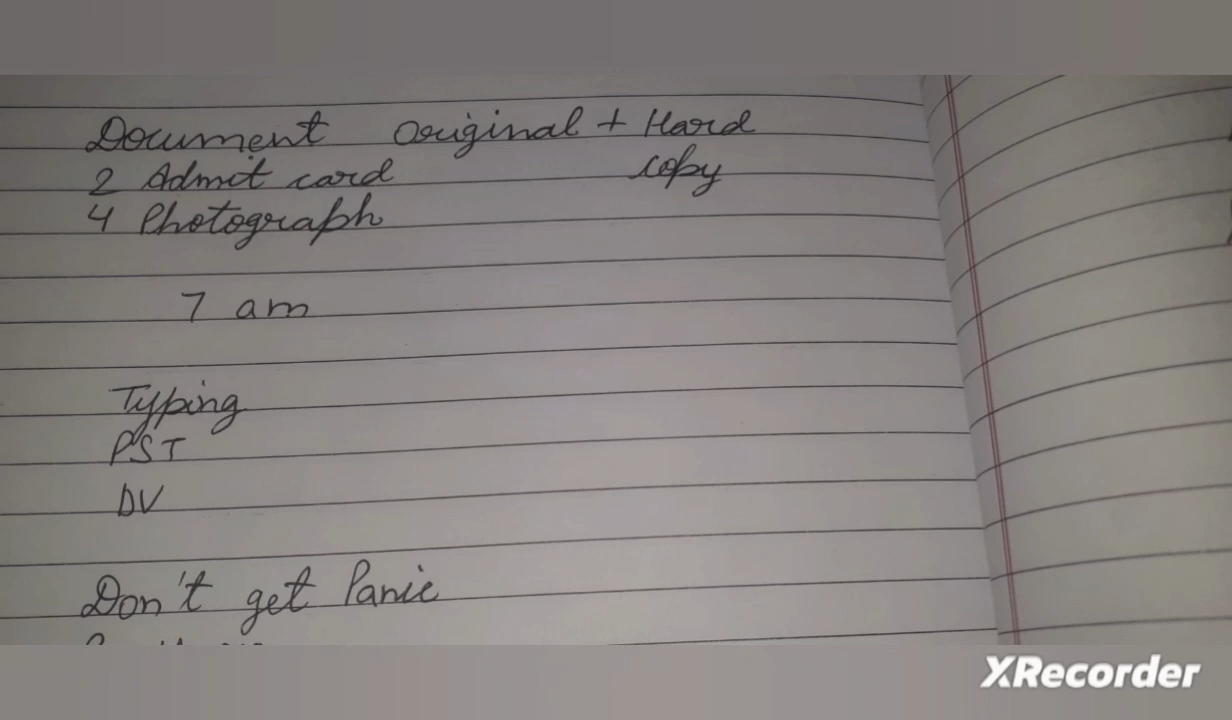 Document Original + Hard
copy
2 Admit card
4 Photograph
7 am
Typing
PST
DV
Don't get Panic
XRecorder